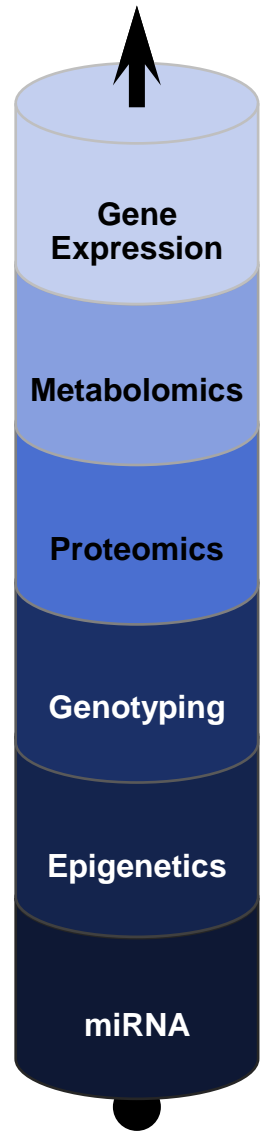 Gene
Expression
Metabolomics
Proteomics
Genotyping
Epigenetics
miRNA